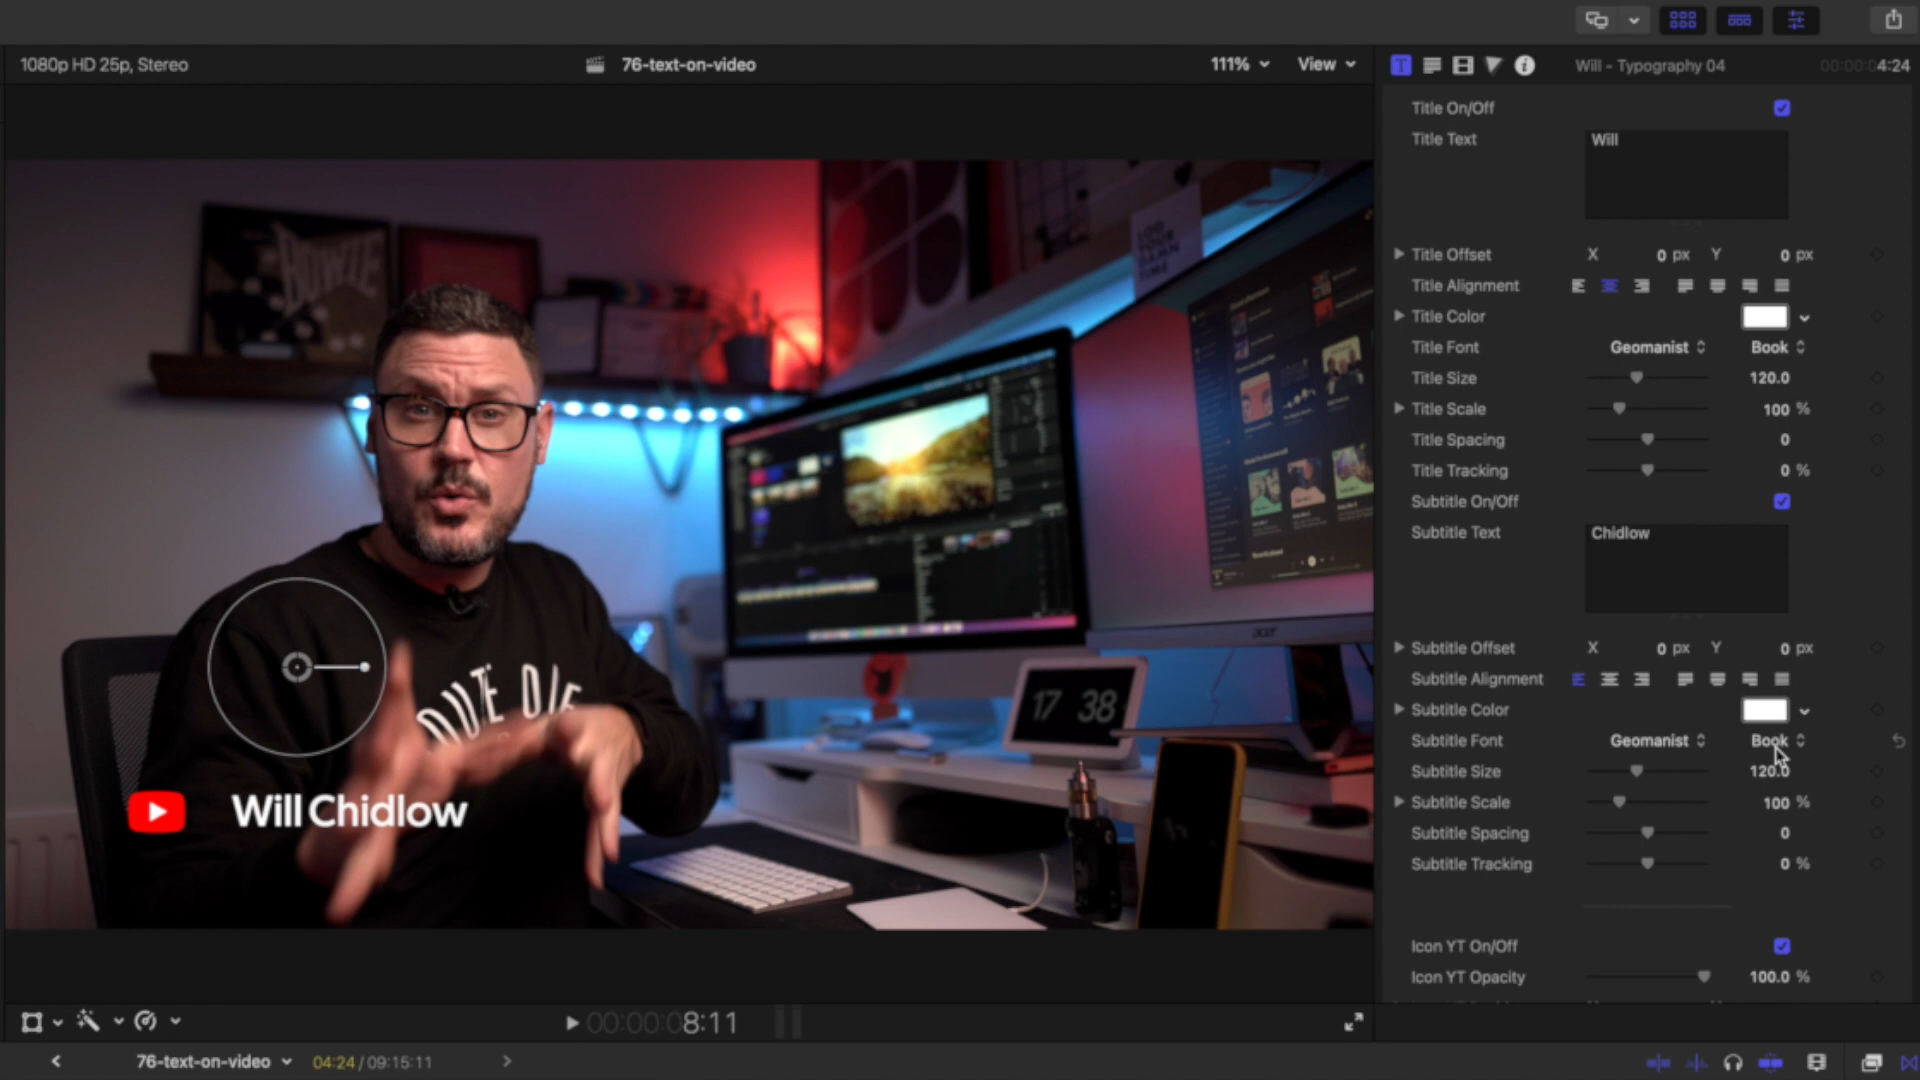 1080p HD 25p, Stereo
76-text-on-video
111%
View
Will - Typography 04
00:00:04:24
Title On/Off
Title Text
Will
Title Offset X 0 px Y 0 px
Title Alignment
Title Color
Title Font Geomanist Book
Title Size 120.0
Title Scale 100 %
Title Spacing 0
Title Tracking 0 %
Subtitle On/Off
Subtitle Text
Chidlow
Subtitle Offset X 0 px Y 0 px
Subtitle Alignment
Subtitle Color
Subtitle Font Geomanist Book
Subtitle Size 120.0
Subtitle Scale 100 %
Subtitle Spacing 0
Subtitle Tracking 0 %
Icon YT On/Off
Icon YT Opacity 100.0 %
BOWIE
acer
17 38
Will Chidlow
00:00:08:11
76-text-on-video
04:24 / 09:15:11